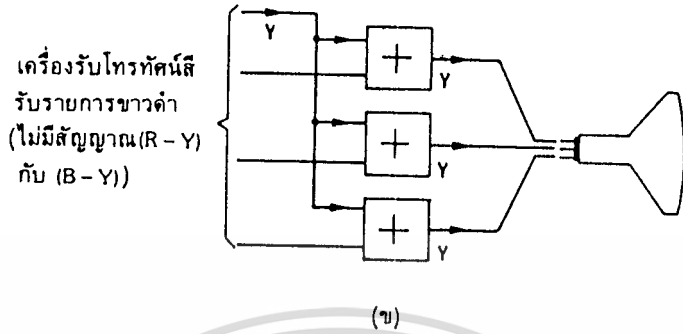 Y
เครื่องรับโทรทัศน์สี
รับรายการขาวดำ
(ไม่มีสัญญาณ(R – Y)
กับ (B – Y))
+
Y
+
Y
+
Y
(ข)